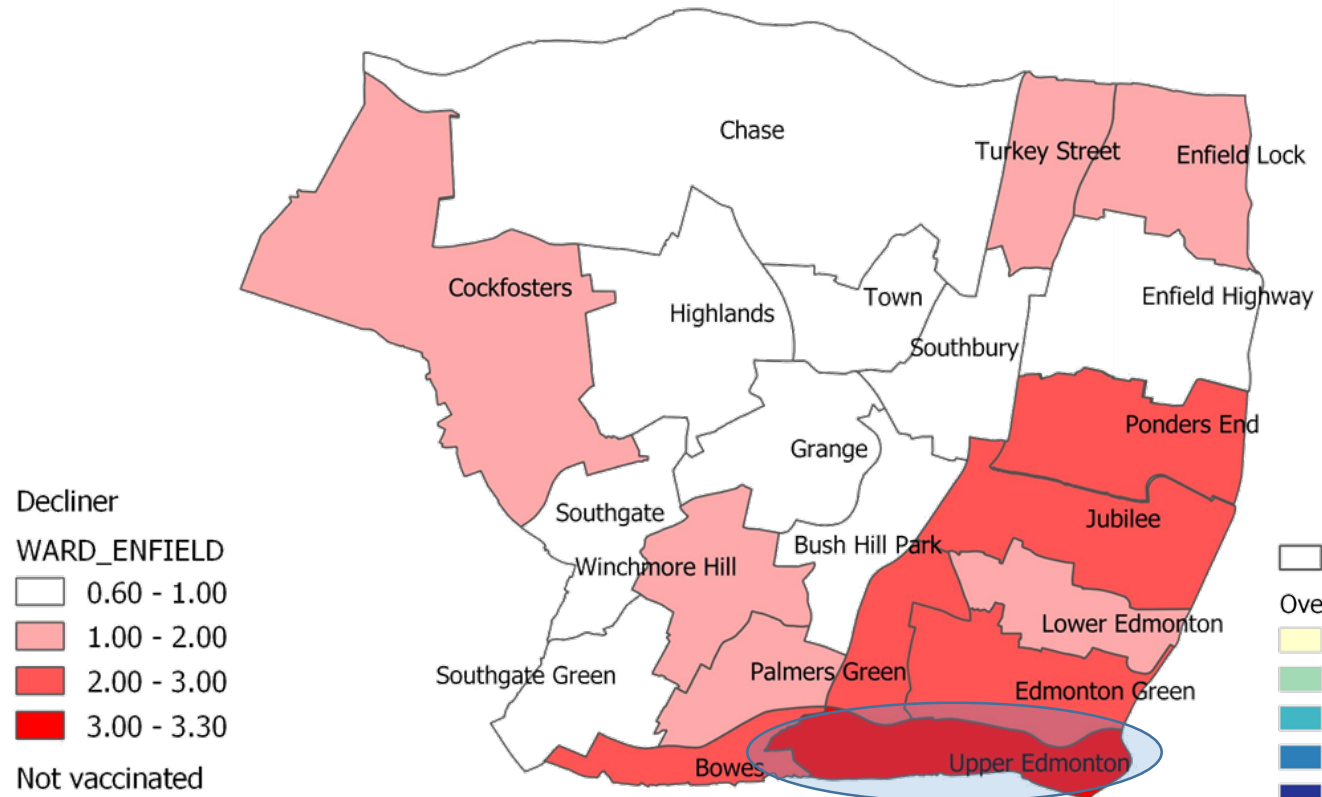 Chase
Turkey Street
Enfield Lock
Cockfosters
Highlands
Town
Enfield Highway
Southbury
Ponders End
Grange
Southgate
Jubilee
Bush Hill Park
Winchmore Hill
Lower Edmonton
Southgate Green
Palmers Green
Edmonton Green
Bowes
Upper Edmonton
Decliner
WARD_ENFIELD
0.60 - 1.00
1.00 - 2.00
2.00 - 3.00
3.00 - 3.30
Not vaccinated
Ove